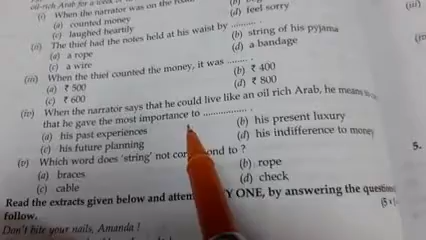 oil-rich Arab for a week or
(i) When the narrator was on the
(a) counted money
(c) laughed heartily (d) feel sorry
(ii) The thief had the notes held at his waist by ..........
(a) a rope (b) string of his pyjama
(c) a wire (d) a bandage
(iii) When the thief counted the money, it was ..........
(a) ₹ 500 (b) ₹ 400
(c) ₹ 600 (d) ₹ 800
(iv) When the narrator says that he could live like an oil rich Arab, he means
that he gave the most importance to ................ .
(a) his past experiences (b) his present luxury
(c) his future planning (d) his indifference to money
(v) Which word does 'string' not ond to ?
(a) braces (b) rope
(c) cable (d) check
5.
Read the extracts given below and Y ONE, by answering the
follow. (5×1
Don't bite your nails, Amanda !